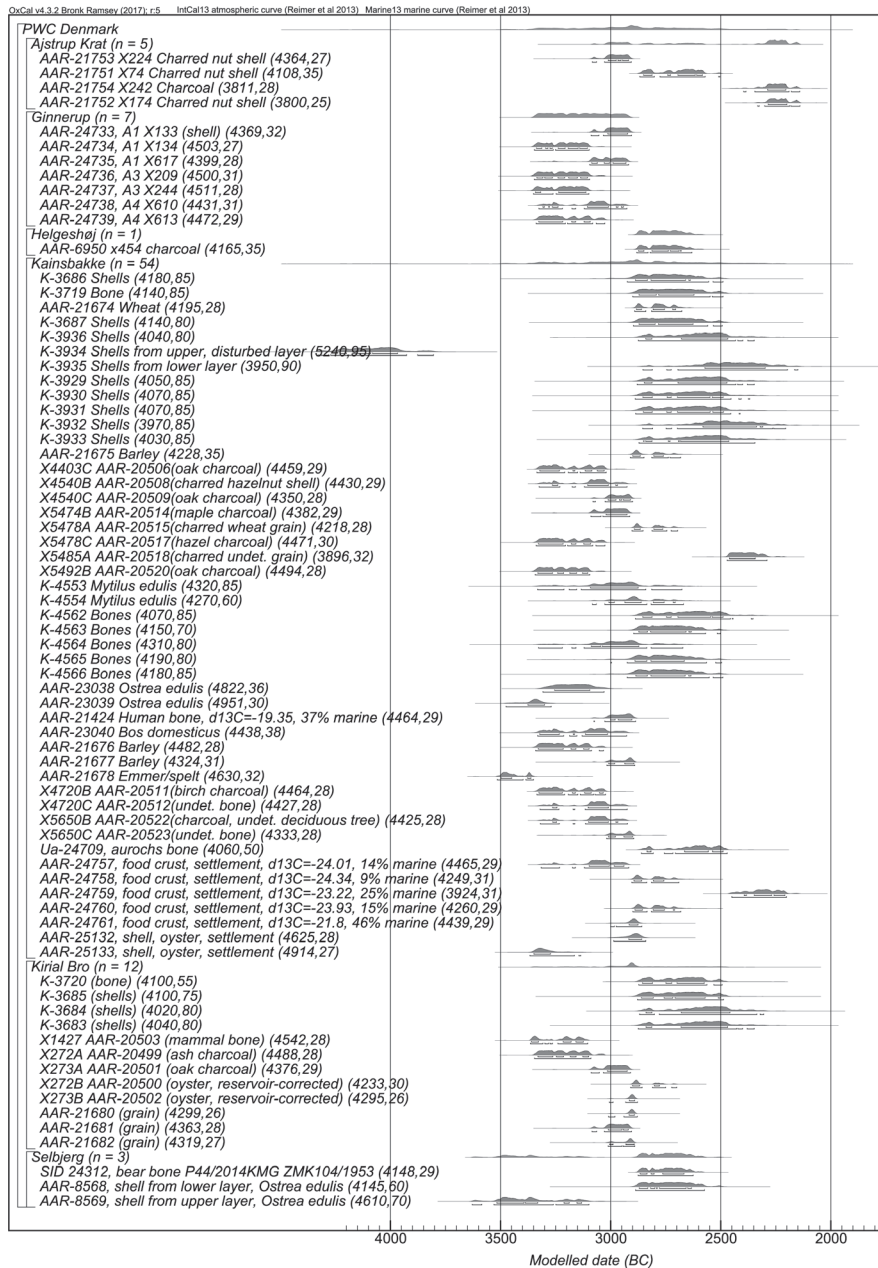 OxCal v4.3.2 Bronk Ramsey (2017); r:5 IntCal13 atmospheric curve (Reimer et al 2013) Marine13 marine curve (Reimer et al 2013)
PWC Denmark
Ajstrup Krat (n = 5)
AAR-21753 X224 Charred nut shell (4364,27)
AAR-21751 X74 Charred nut shell (4108,35)
AAR-21754 X242 Charcoal (3811,28)
AAR-21752 X174 Charred nut shell (3800,25)
Ginnerup (n = 7)
AAR-24733, A1 X133 (shell) (4369,32)
AAR-24734, A1 X134 (4503,27)
AAR-24735, A1 X617 (4399,28)
AAR-24736, A3 X209 (4500,31)
AAR-24737, A3 X244 (4511,28)
AAR-24738, A4 X610 (4431,31)
AAR-24739, A4 X613 (4472,29)
Helgeshøj (n = 1)
AAR-6950 x454 charcoal (4165,35)
Kainsbakke (n = 54)
K-3686 Shells (4180,85)
K-3719 Bone (4140,85)
AAR-21674 Wheat (4195,28)
K-3687 Shells (4140,80)
K-3936 Shells (4040,80)
K-3934 Shells from upper, disturbed layer (5240,95)
K-3935 Shells from lower layer (3950,90)
K-3929 Shells (4050,85)
K-3930 Shells (4070,85)
K-3931 Shells (4070,85)
K-3932 Shells (3970,85)
K-3933 Shells (4030,85)
AAR-21675 Barley (4228,35)
X4403C AAR-20506(oak charcoal) (4459,29)
X4540B AAR-20508(charred hazelnut shell) (4430,29)
X4540C AAR-20509(oak charcoal) (4350,28)
X5474B AAR-20514(maple charcoal) (4382,29)
X5478A AAR-20515(charred wheat grain) (4218,28)
X5478C AAR-20517(hazel charcoal) (4471,30)
X5485A AAR-20518(charred undet. grain) (3896,32)
X5492B AAR-20520(oak charcoal) (4494,28)
K-4553 Mytilus edulis (4320,85)
K-4554 Mytilus edulis (4270,60)
K-4562 Bones (4070,85)
K-4563 Bones (4150,70)
K-4564 Bones (4310,80)
K-4565 Bones (4190,80)
K-4566 Bones (4180,85)
AAR-23038 Ostrea edulis (4822,36)
AAR-23039 Ostrea edulis (4951,30)
AAR-21424 Human bone, d13C=-19.35, 37% marine (4464,29)
AAR-23040 Bos domesticus (4438,38)
AAR-21676 Barley (4482,28)
AAR-21677 Barley (4324,31)
AAR-21678 Emmer/spelt (4630,32)
X4720B AAR-20511(birch charcoal) (4464,28)
X4720C AAR-20512(undet. bone) (4427,28)
X5650B AAR-20522(charcoal, undet. deciduous tree) (4425,28)
X5650C AAR-20523(undet. bone) (4333,28)
Ua-24709, aurochs bone (4060,50)
AAR-24757, food crust, settlement, d13C=-24.01, 14% marine (4465,29)
AAR-24758, food crust, settlement, d13C=-24.34, 9% marine (4249,31)
AAR-24759, food crust, settlement, d13C=-23.22, 25% marine (3924,31)
AAR-24760, food crust, settlement, d13C=-23.93, 15% marine (4260,29)
AAR-24761, food crust, settlement, d13C=-21.8, 46% marine (4439,29)
AAR-25132, shell, oyster, settlement (4625,28)
AAR-25133, shell, oyster, settlement (4914,27)
Kirial Bro (n = 12)
K-3720 (bone) (4100,55)
K-3685 (shells) (4100,75)
K-3684 (shells) (4020,80)
K-3683 (shells) (4040,80)
X1427 AAR-20503 (mammal bone) (4542,28)
X272A AAR-20499 (ash charcoal) (4488,28)
X273A AAR-20501 (oak charcoal) (4376,29)
X272B AAR-20500 (oyster, reservoir-corrected) (4233,30)
X273B AAR-20502 (oyster, reservoir-corrected) (4295,26)
AAR-21680 (grain) (4299,26)
AAR-21681 (grain) (4363,28)
AAR-21682 (grain) (4319,27)
Selbjerg (n = 3)
SID 24312, bear bone P44/2014KMG ZMK104/1953 (4148,29)
AAR-8568, shell from lower layer, Ostrea edulis (4145,60)
AAR-8569, shell from upper layer, Ostrea edulis (4610,70)
4000 3500 3000 2500 2000
Modelled date (BC)